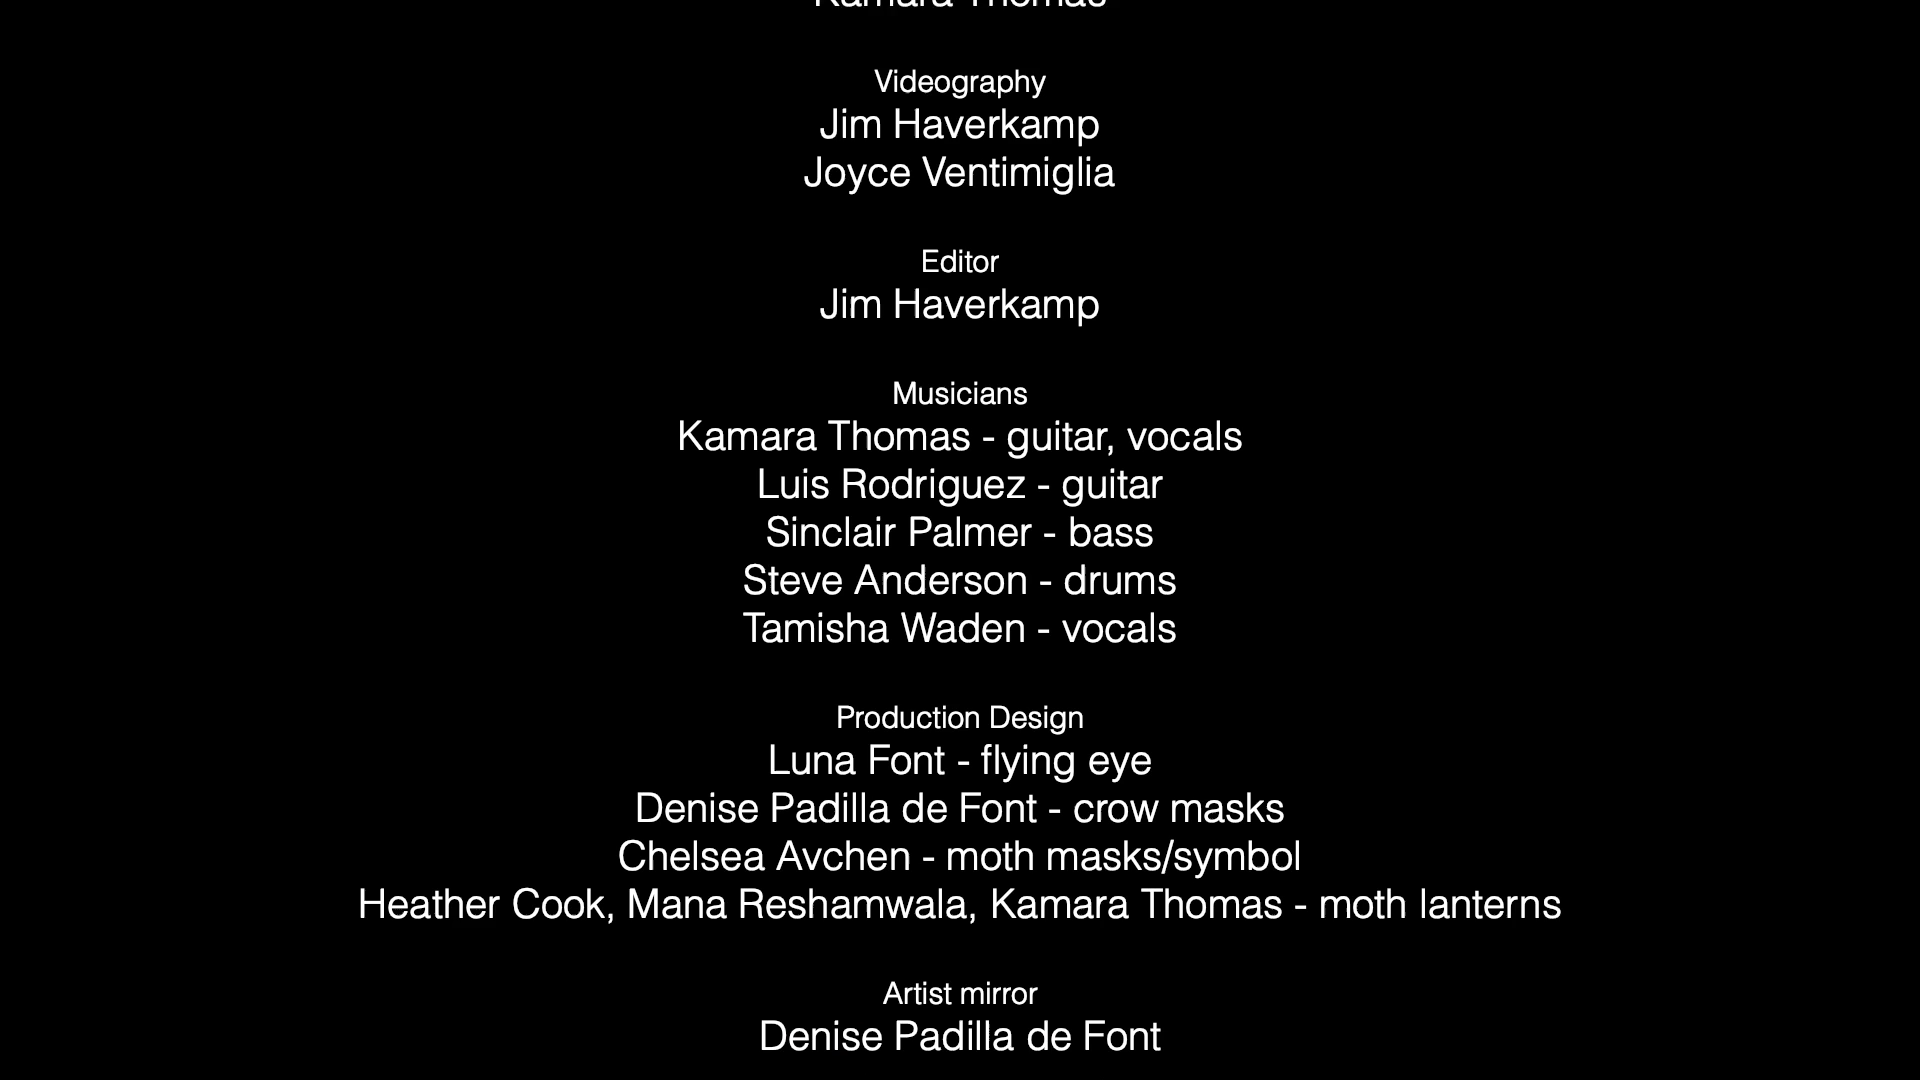 Kamara Thomas
Videography
Jim Haverkamp
Joyce Ventimiglia
Editor
Jim Haverkamp
Musicians
Kamara Thomas - guitar, vocals
Luis Rodriguez - guitar
Sinclair Palmer - bass
Steve Anderson - drums
Tamisha Waden - vocals
Production Design
Luna Font - flying eye
Denise Padilla de Font - crow masks
Chelsea Avchen - moth masks/symbol
Heather Cook, Mana Reshamwala, Kamara Thomas - moth lanterns
Artist mirror
Denise Padilla de Font